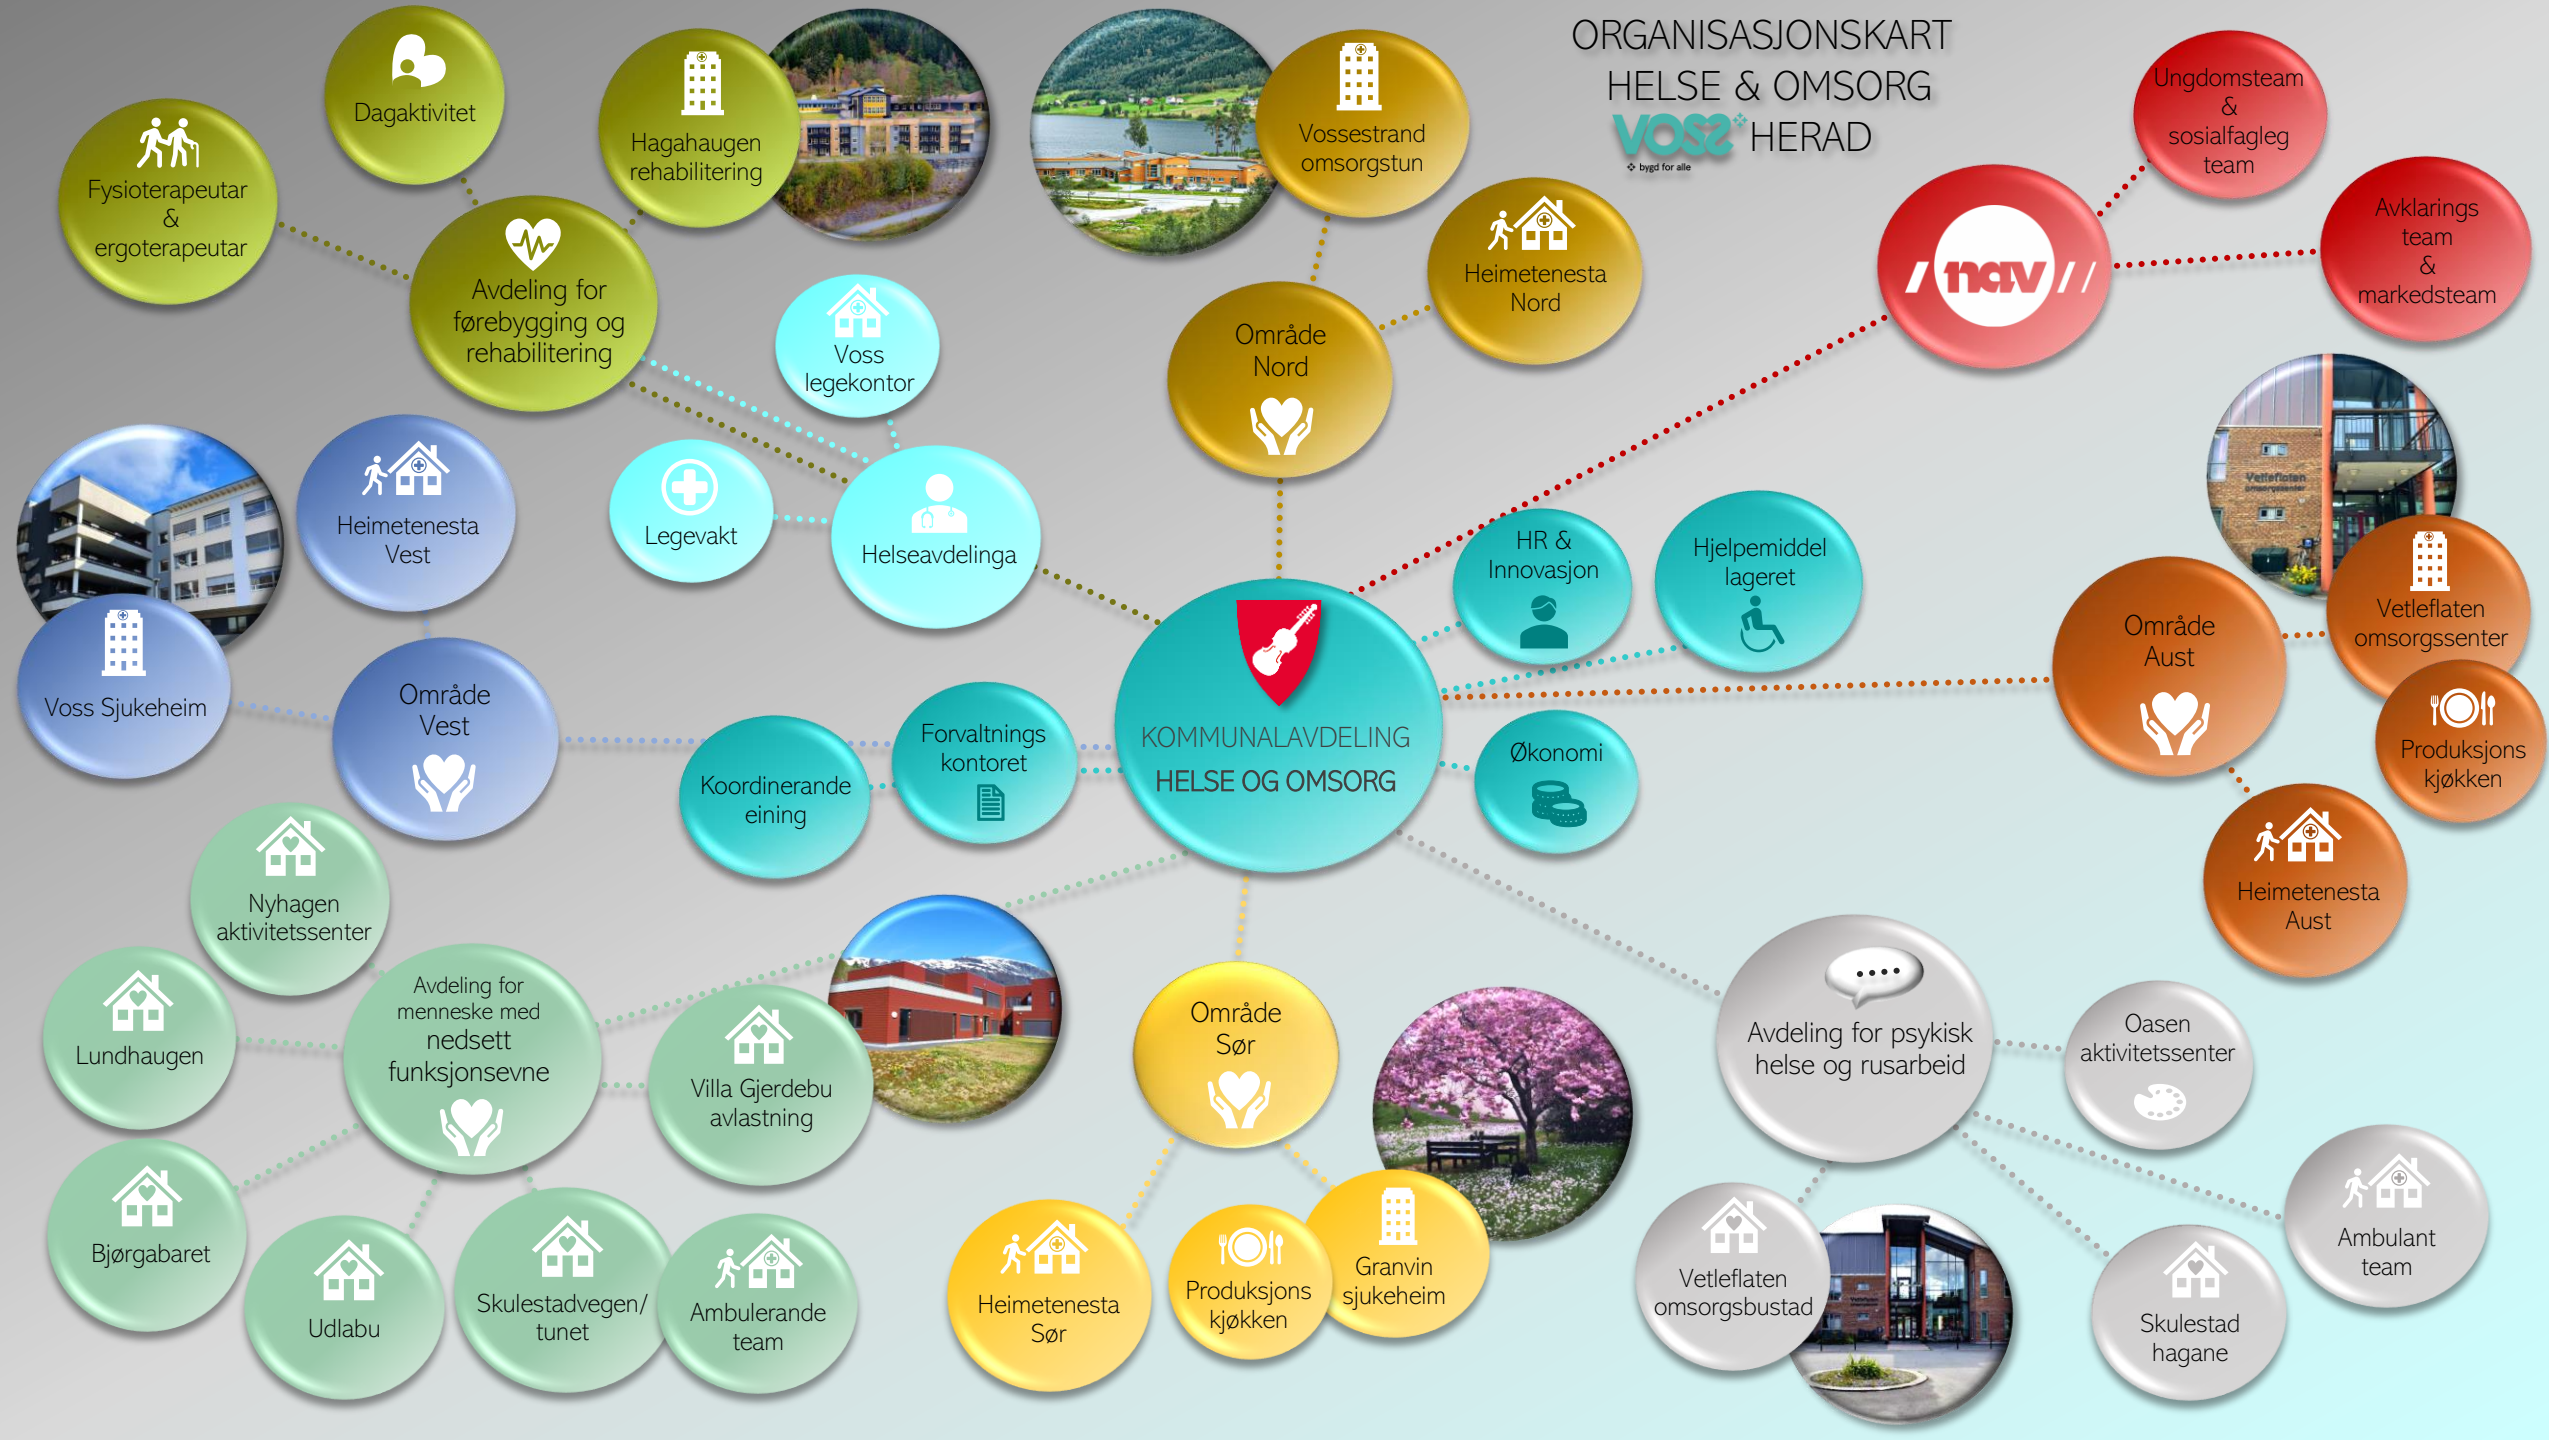 ORGANISASJONSKART
HELSE & OMSORG
VOSS HERAD
bygd for alle
Dagaktivitet
Fysioterapeutar
&
ergoterapeutar
Hagahaugen
rehabilitering
Avdeling for
førebygging og
rehabilitering
Voss
legekontor
Legevakt
Helseavdelinga
Vossestrand
omsorgstun
Heimetenesta
Nord
Område
Nord
Ungdomsteam
&
sosialfagleg
team
nav
Avklarings
team
&
markedsteam
Heimetenesta
Vest
Voss Sjukeheim
Område
Vest
HR &
Innovasjon
Hjelpemiddel
lageret
KOMMUNALAVDELING
HELSE OG OMSORG
Forvaltnings
kontoret
Koordinerande
eining
Økonomi
Vetleflaten
omsorgssenter
Område
Aust
Vetleflaten
omsorgssenter
Produksjons
kjøkken
Heimetenesta
Aust
Nyhagen
aktivitetssenter
Lundhaugen
Avdeling for
menneske med
nedsett
funksjonsevne
Villa Gjerdebu
avlastning
Bjørgabaret
Udlabu
Skulestadvegen/
tunet
Ambulerande
team
Område
Sør
Heimetenesta
Sør
Produksjons
kjøkken
Granvin
sjukeheim
Avdeling for psykisk
helse og rusarbeid
Oasen
aktivitetssenter
Ambulant
team
Skulestad
hagane
Vetleflaten
omsorgsbustad